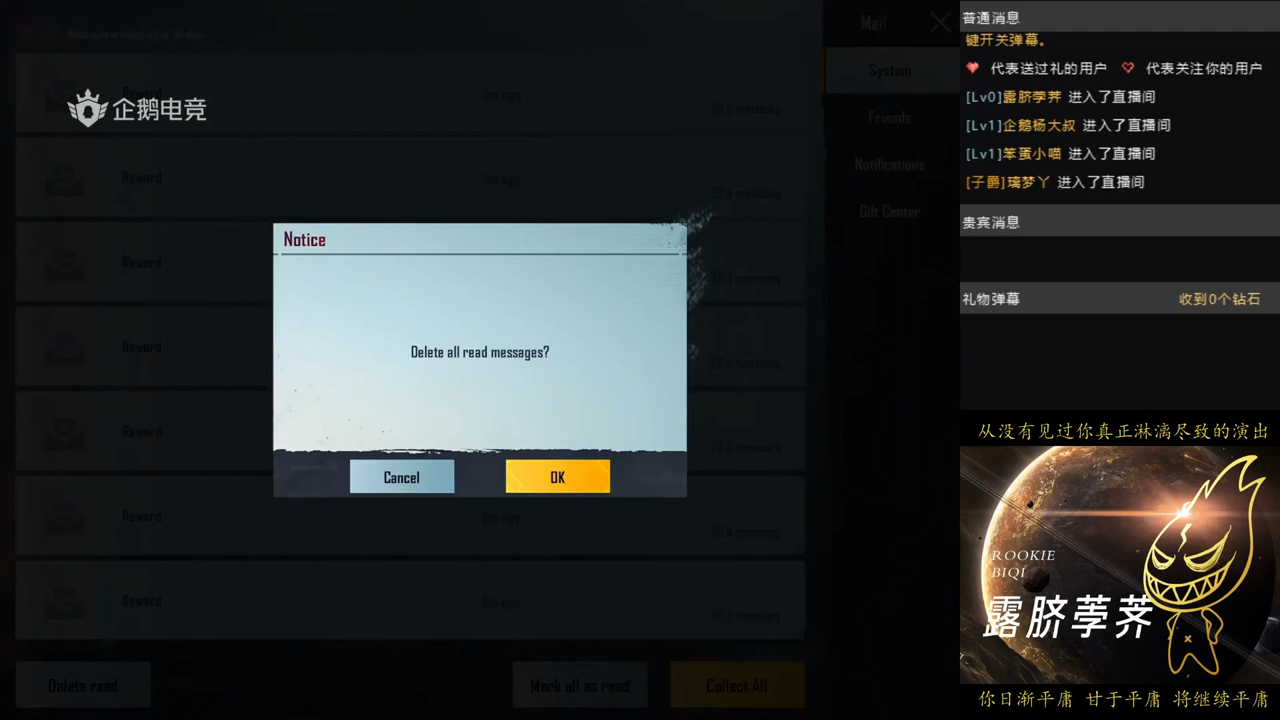 Mail
System
Friends
Notifications
Gift Center
企鹅电竞
Reward
Reward
Reward
Reward
Reward
Reward
Reward
Notice
Delete all read messages?
Cancel
OK
Delete read
Mark all as read
Collect All
普通消息
键开关弹幕。
代表送过礼的用户 代表关注你的用户
[Lv0]露脐荸荠 进入了直播间
[Lv1]企鹅杨大叔 进入了直播间
[Lv1]笨蛋小喵 进入了直播间
[子爵]璃梦丫 进入了直播间
贵宾消息
礼物弹幕 收到0个钻石
从没有见过你真正淋漓尽致的演出
ROOKIE
BIQI
露脐荸荠
你日渐平庸 甘于平庸 将继续平庸